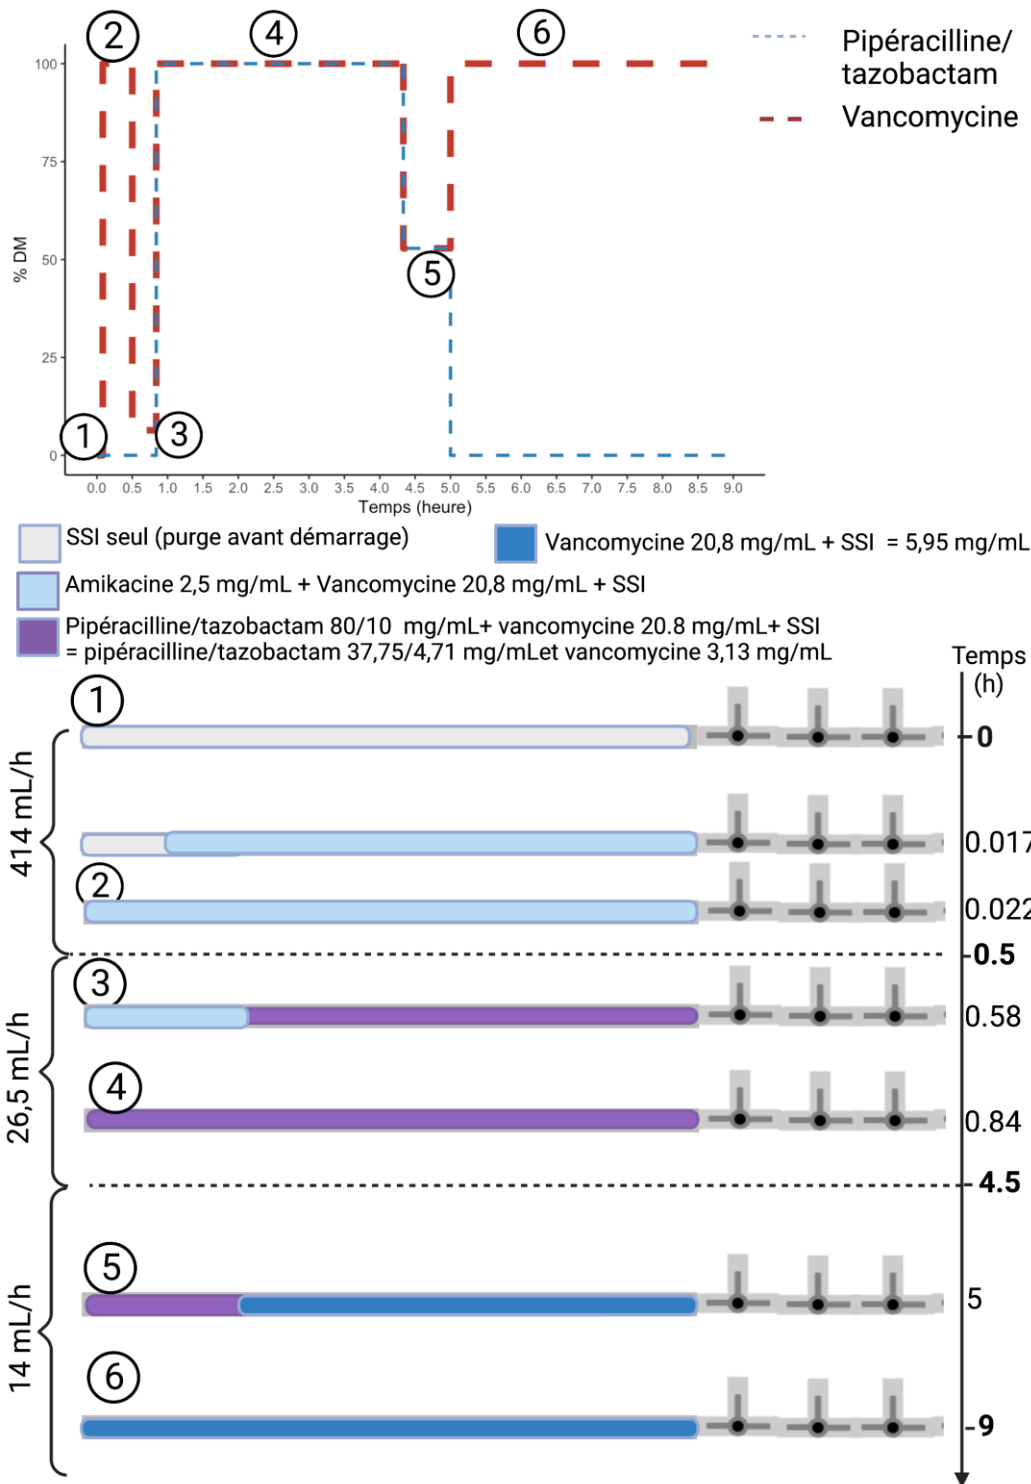 2
4
6
Pipéracilline/
tazobactam
Vancomycine
100
75
50
25
0
% DM
1
3
5
0.0 0.5 1.0 1.5 2.0 2.5 3.0 3.5 4.0 4.5 5.0 5.5 6.0 6.5 7.0 7.5 8.0 8.5 9.0
Temps (heure)
SSI seul (purge avant démarrage)
Vancomycine 20,8 mg/mL + SSI = 5,95 mg/mL
Amikacine 2,5 mg/mL + Vancomycine 20,8 mg/mL + SSI
Pipéracilline/tazobactam 80/10 mg/mL+ vancomycine 20.8 mg/mL+ SSI
= pipéracilline/tazobactam 37,75/4,71 mg/mLet vancomycine 3,13 mg/mL
Temps
(h)
414 mL/h
1
0
0.017
2
0.022
0.5
26,5 mL/h
3
0.58
4
0.84
4.5
14 mL/h
5
5
6
9